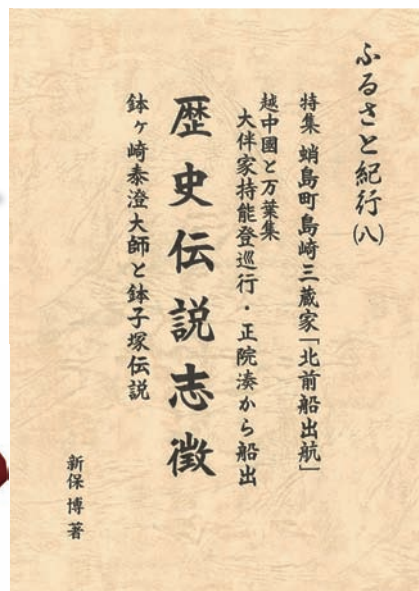 ふるさと紀行(八)
特集 蛸島町島崎三蔵家「北前船出航」
越中國と万葉集
大伴家持能登巡行・正院湊から船出
歴史伝説志徴
鉢ヶ崎泰澄大師と鉢子塚伝説
新保博著